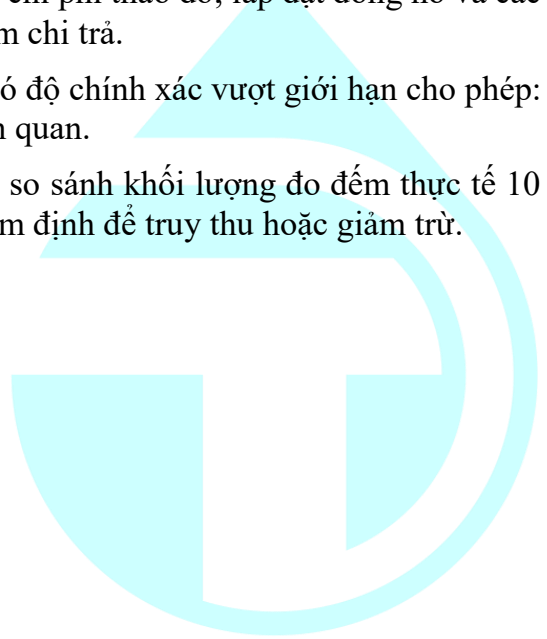 chi phí tháo dỡ, lắp đặt đồng hồ và các
m chi trả.
ó độ chính xác vượt giới hạn cho phép:
n quan.
so sánh khối lượng đo đếm thực tế 10
m định để truy thu hoặc giảm trừ.